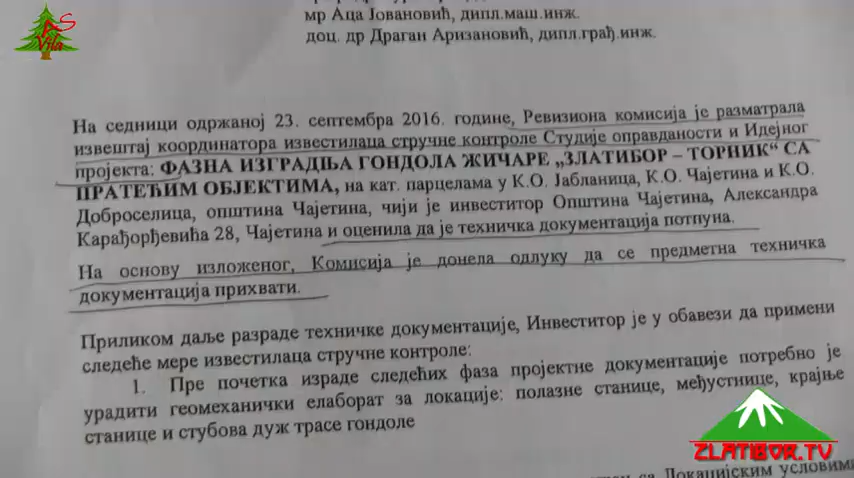 мр Аца Јовановић, дипл.маш.инж.
доц. др Драган Аризановић, дипл.грађ.инж.
AS
Vila
На седници одржаној 23. септембра 2016. године, Ревизиона комисија је разматрала
извештај координатора известилаца стручне контроле Студије оправданости и Идејног
пројекта: ФАЗНА ИЗГРАДЊА ГОНДОЛА ЖИЧАРЕ „ЗЛАТИБОР – ТОРНИК“ СА
ПРАТЕЋИМ ОБЈЕКТИМА, на кат. парцелама у К.О. Јабланица, К.О. Чајетина и К.О.
Доброселица, општина Чајетина, чији је инвеститор Општина Чајетина, Александра
Карађорђевића 28, Чајетина и оценила да је техничка документација потпуна.
На основу изложеног, Комисија је донела одлуку да се предметна техничка
документација прихвати.
Приликом даље разраде техничке документације, Инвеститор је у обавези да примени
следеће мере известилаца стручне контроле:
1. Пре почетка израде следећих фаза пројектне документације потребно је
урадити геомеханички елаборат за локације: полазне станице, међустнице, крајње
станице и стубова дуж трасе гондоле
са Локацијским условима
ZLATIBOR.TV